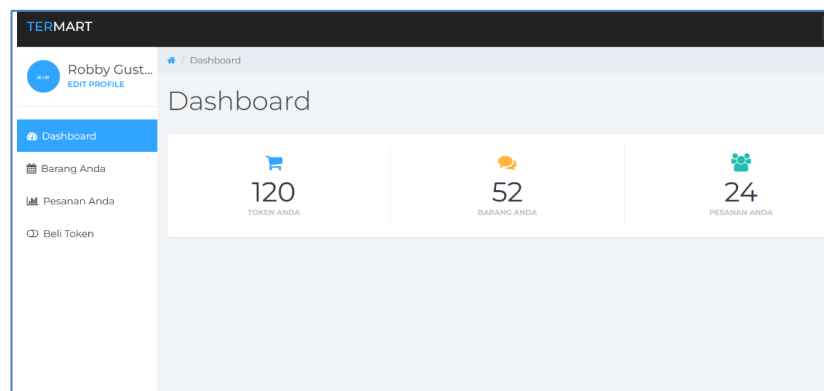 TERMART
Robby Gust...
EDIT PROFILE
/ Dashboard
Dashboard
Dashboard
Barang Anda
Pesanan Anda
Beli Token
120
TOKEN ANDA
52
BARANG ANDA
24
PESANAN ANDA